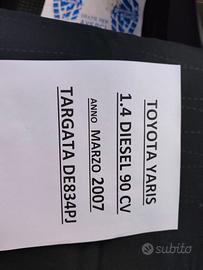 TOYOTA YARIS
1.4 DIESEL 90 CV
ANNO MARZO 2007
TARGATA DE834PJ
subito